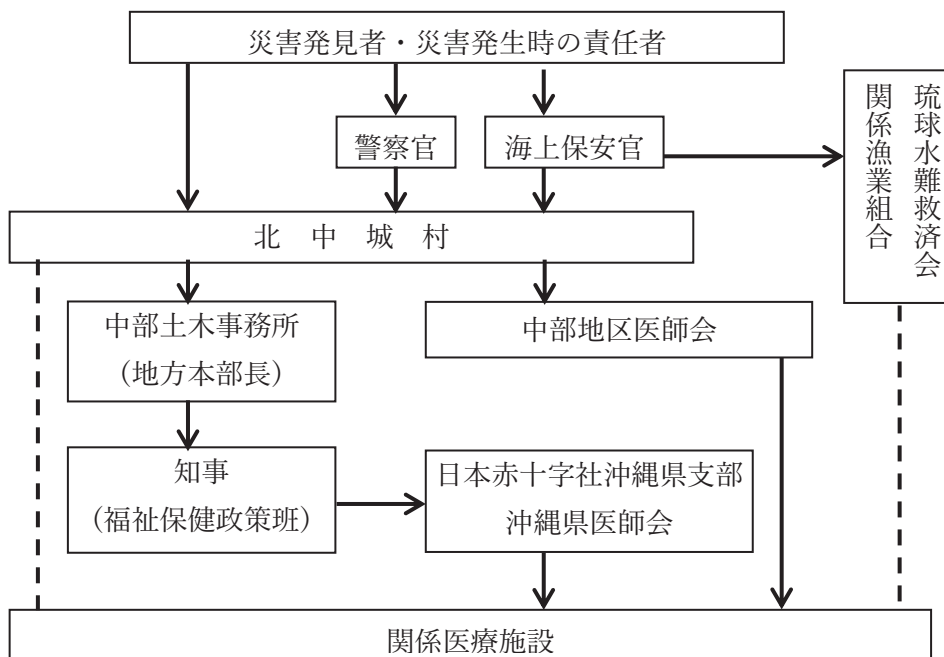 災害発見者・災害発生時の責任者
警察官
海上保安官
琉球水難救済会
関係漁業組合
北中城村
中部土木事務所
（地方本部長）
中部地区医師会
知事
（福祉保健政策班）
日本赤十字社沖縄県支部
沖縄県医師会
関係医療施設